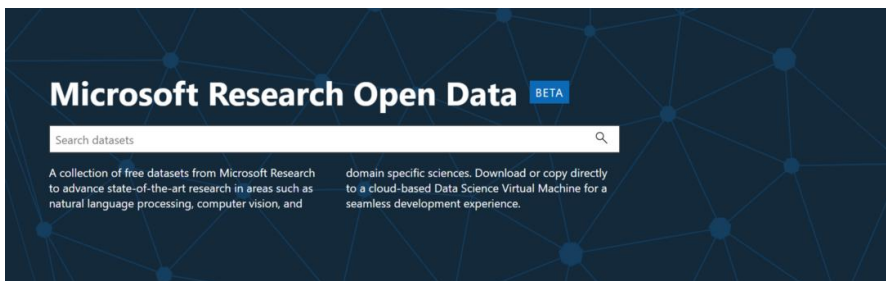 Microsoft Research Open Data BETA
Search datasets
A collection of free datasets from Microsoft Research
to advance state-of-the-art research in areas such as
natural language processing, computer vision, and
domain specific sciences. Download or copy directly
to a cloud-based Data Science Virtual Machine for a
seamless development experience.